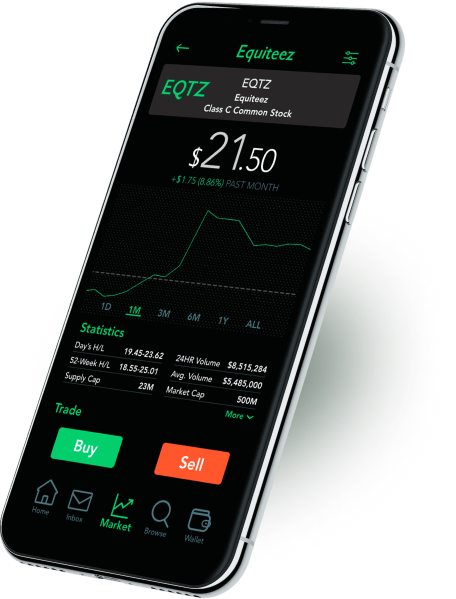 Equiteez
EQTZ
EQTZ
Equiteez
Class C Common Stock
$21.50
+$1.75 (8.86%) PAST MONTH
1D 1M 3M 6M 1Y ALL
Statistics
Day's H/L 19.45-23.62
52-Week H/L 18.55-25.01
Supply Cap 23M
24HR Volume $8,515,284
Avg. Volume $5,485,000
Market Cap 500M
More
Trade
Buy
Sell
Home
Inbox
Market
Browse
Wallet